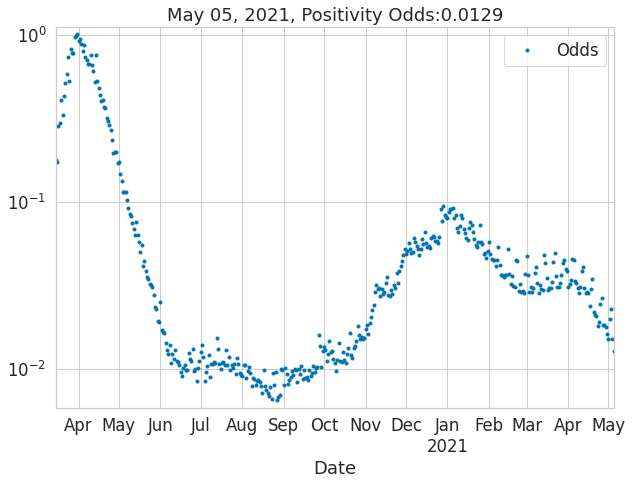 May 05, 2021, Positivity Odds:0.0129
Odds
10⁰
10⁻¹
10⁻²
Apr May Jun Jul Aug Sep Oct Nov Dec Jan Feb Mar Apr May
2021
Date